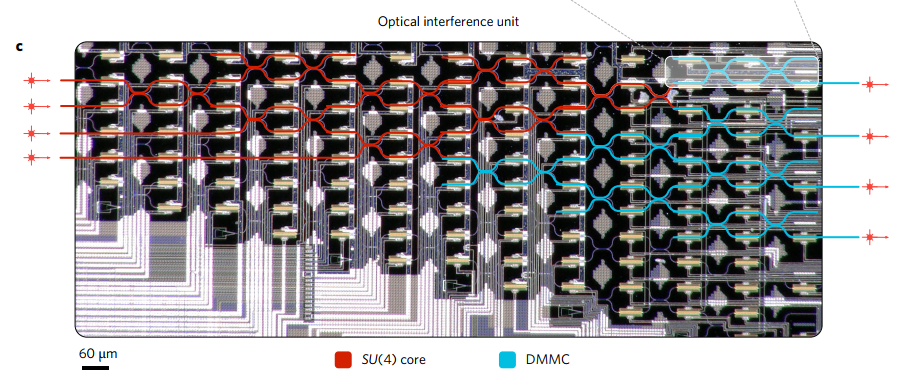 Optical interference unit
c
60 μm
SU(4) core
DMMC